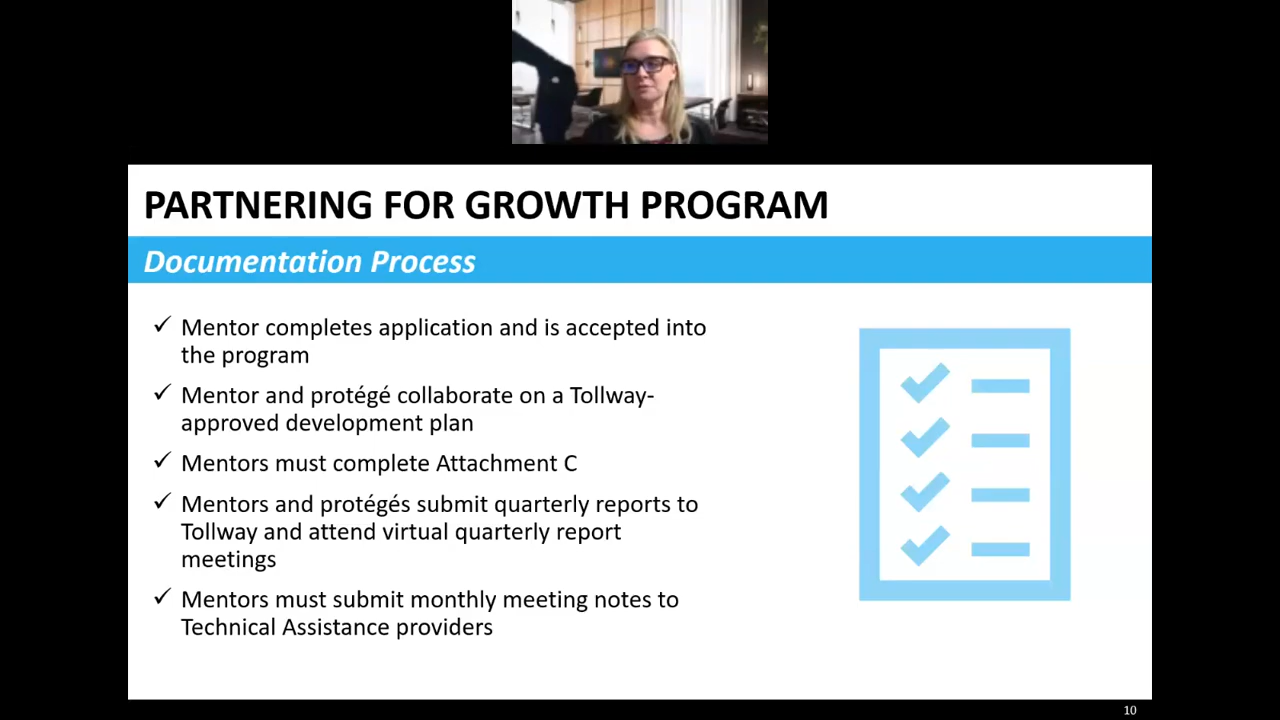 PARTNERING FOR GROWTH PROGRAM
Documentation Process
✓ Mentor completes application and is accepted into
the program
✓ Mentor and protégé collaborate on a Tollway-
approved development plan
✓ Mentors must complete Attachment C
✓ Mentors and protégés submit quarterly reports to
Tollway and attend virtual quarterly report
meetings
✓ Mentors must submit monthly meeting notes to
Technical Assistance providers
10